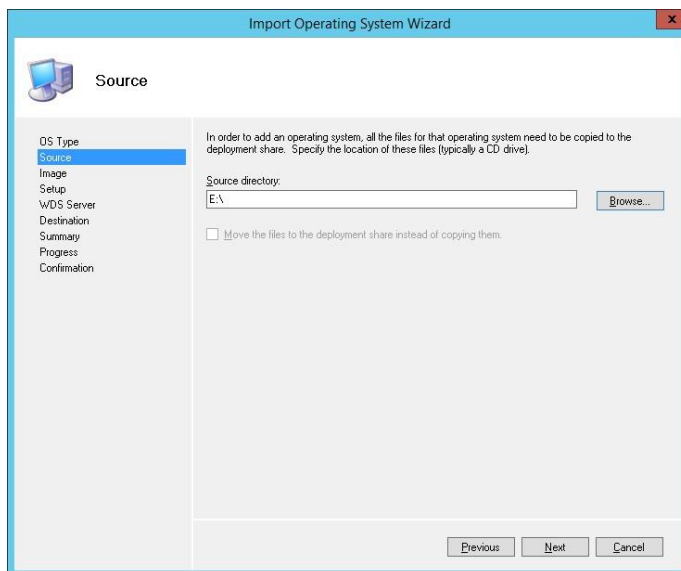 Import Operating System Wizard
x
Source
OS Type
Source
Image
Setup
WDS Server
Destination
Summary
Progress
Confirmation
In order to add an operating system, all the files for that operating system need to be copied to the
deployment share. Specify the location of these files (typically a CD drive).
Source directory:
E:\
Browse...
Move the files to the deployment share instead of copying them.
Previous
Next
Cancel